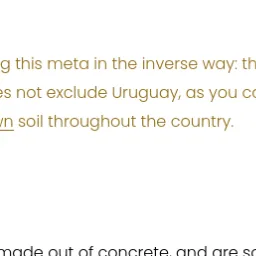 g this meta in the inverse way: th
es not exclude Uruguay, as you c
wn soil throughout the country.
made out of concrete, and are so